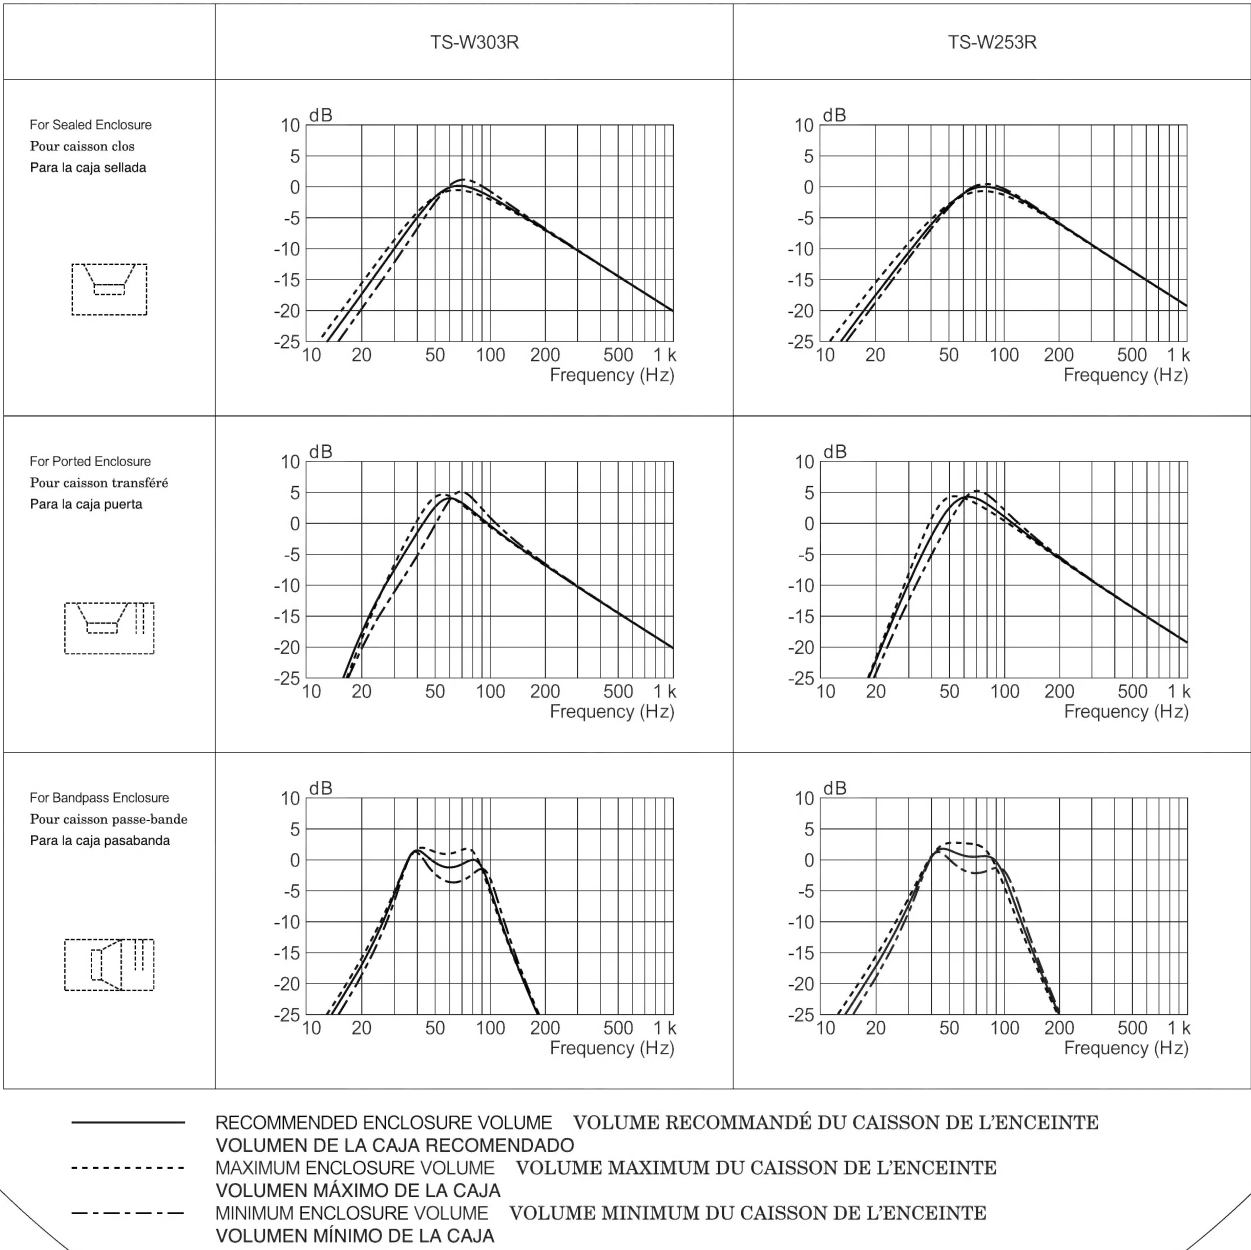 TS-W303R
TS-W253R
For Sealed Enclosure
Pour caisson clos
Para la caja sellada
dB
10
5
0
-5
-10
-15
-20
-25
10 20 50 100 200 500 1 k
Frequency (Hz)
dB
10
5
0
-5
-10
-15
-20
-25
10 20 50 100 200 500 1 k
Frequency (Hz)
For Ported Enclosure
Pour caisson transféré
Para la caja puerta
dB
10
5
0
-5
-10
-15
-20
-25
10 20 50 100 200 500 1 k
Frequency (Hz)
dB
10
5
0
-5
-10
-15
-20
-25
10 20 50 100 200 500 1 k
Frequency (Hz)
For Bandpass Enclosure
Pour caisson passe-bande
Para la caja pasabanda
dB
10
5
0
-5
-10
-15
-20
-25
10 20 50 100 200 500 1 k
Frequency (Hz)
dB
10
5
0
-5
-10
-15
-20
-25
10 20 50 100 200 500 1 k
Frequency (Hz)
RECOMMENDED ENCLOSURE VOLUME VOLUME RECOMMANDÉ DU CAISSON DE L'ENCEINTE
VOLUMEN DE LA CAJA RECOMENDADO
MAXIMUM ENCLOSURE VOLUME VOLUME MAXIMUM DU CAISSON DE L'ENCEINTE
VOLUMEN MÁXIMO DE LA CAJA
MINIMUM ENCLOSURE VOLUME VOLUME MINIMUM DU CAISSON DE L'ENCEINTE
VOLUMEN MÍNIMO DE LA CAJA